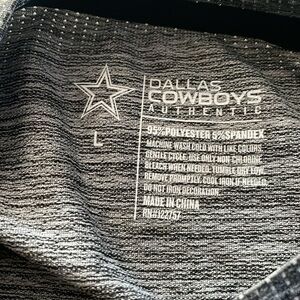 DALLAS
COWBOYS
AUTHENTIC
L
95%POLYESTER 5%SPANDEX
MACHINE WASH COLD WITH LIKE COLORS
GENTLE CYCLE, USE ONLY NON-CHLORINE
BLEACH WHEN NEEDED. TUMBLE DRY LOW.
REMOVE PROMPTLY. COOL IRON IF NEEDED.
DO NOT IRON DECORATION.
MADE IN CHINA
RN#122757